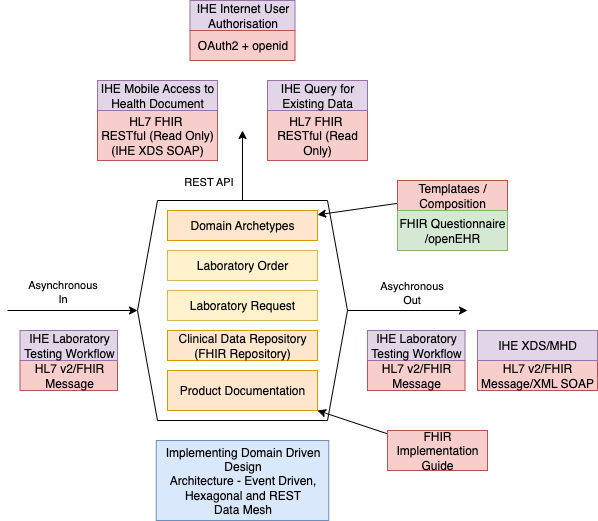 IHE Internet User
Authorisation
OAuth2 + openid
IHE Mobile Access to
Health Document
HL7 FHIR
RESTful (Read Only)
(IHE XDS SOAP)
IHE Query for
Existing Data
HL7 FHIR
RESTful (Read
Only)
REST API
Templataes /
Composition
FHIR Questionnaire
/openEHR
Domain Archetypes
Laboratory Order
Laboratory Request
Clinical Data Repository
(FHIR Repository)
Product Documentation
Asynchronous
In
IHE Laboratory
Testing Workflow
HL7 v2/FHIR
Message
Asychronous
Out
IHE Laboratory
Testing Workflow
HL7 v2/FHIR
Message
IHE XDS/MHD
HL7 v2/FHIR
Message/XML SOAP
FHIR
Implementation
Guide
Implementing Domain Driven
Design
Architecture - Event Driven,
Hexagonal and REST
Data Mesh